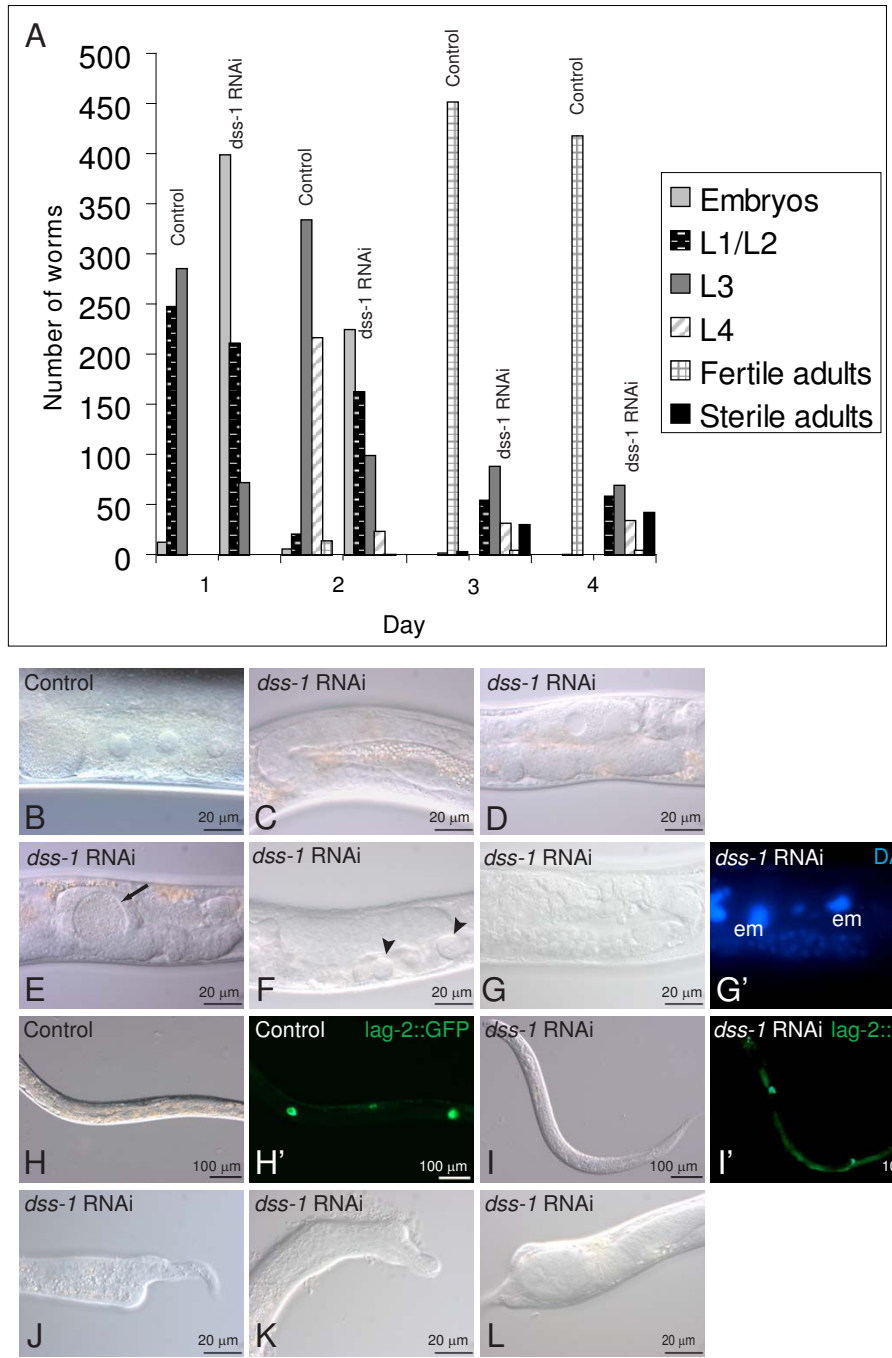 A
500
450
400
350
300
250
200
150
100
50
0
Number of worms
Control
dss-1 RNAi
Control
dss-1 RNAi
Control
dss-1 RNAi
Control
dss-1 RNAi
1
2
3
4
Day
Embryos
L1/L2
L3
L4
Fertile adults
Sterile adults
Control
B
20 µm
dss-1 RNAi
C
20 µm
dss-1 RNAi
D
20 µm
dss-1 RNAi
E
20 µm
dss-1 RNAi
F
20 µm
dss-1 RNAi
G
20 µm
dss-1 RNAi DA
em
em
G'
Control
H
100 µm
Control lag-2::GFP
H'
100 µm
dss-1 RNAi
I
100 µm
dss-1 RNAi lag-2::
I'
10
dss-1 RNAi
J
20 µm
dss-1 RNAi
K
20 µm
dss-1 RNAi
L
20 µm